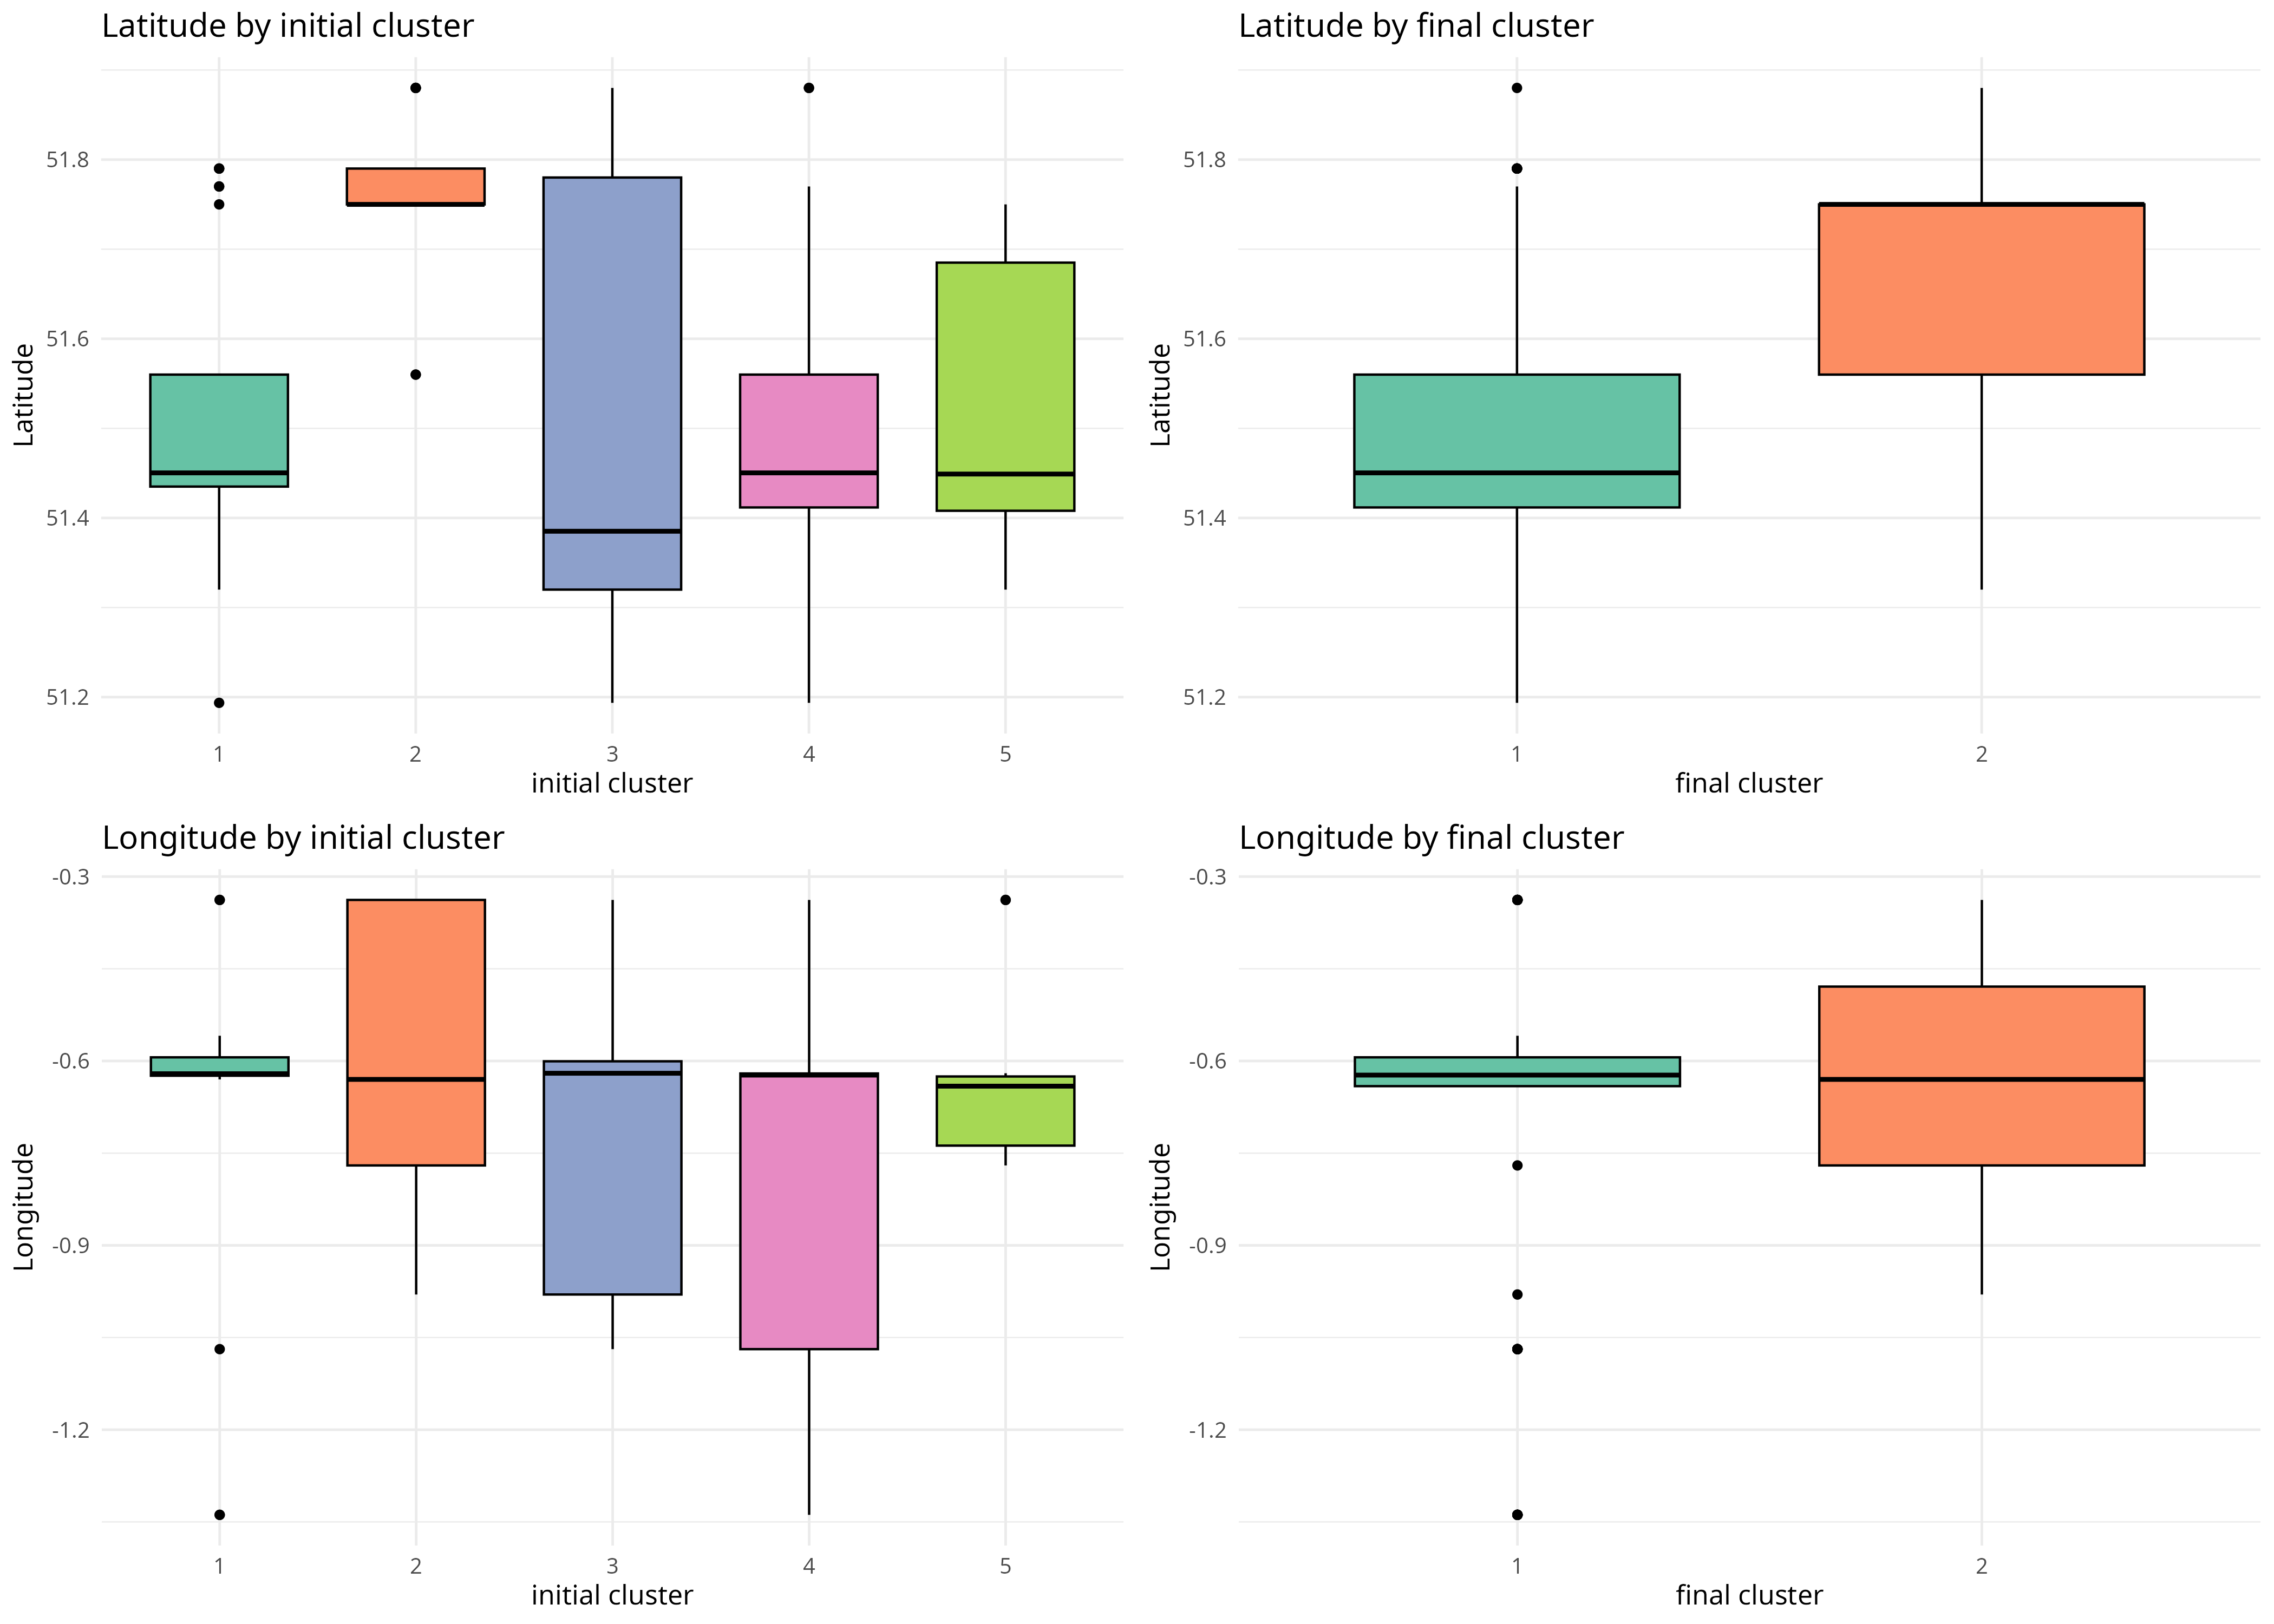 Latitude by initial cluster
Latitude
51.8
51.6
51.4
51.2
1 2 3 4 5
initial cluster
Latitude by final cluster
Latitude
51.8
51.6
51.4
51.2
1 2
final cluster
Longitude by initial cluster
Longitude
-0.3
-0.6
-0.9
-1.2
1 2 3 4 5
initial cluster
Longitude by final cluster
Longitude
-0.3
-0.6
-0.9
-1.2
1 2
final cluster